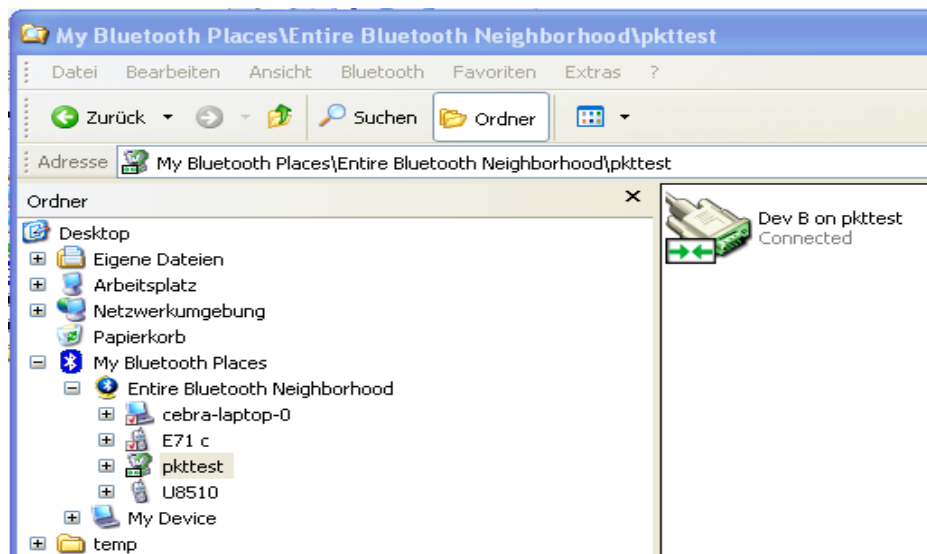 My Bluetooth Places\Entire Bluetooth Neighborhood\pkttest
Datei Bearbeiten Ansicht Bluetooth Favoriten Extras ?
Zurück Suchen Ordner
Adresse My Bluetooth Places\Entire Bluetooth Neighborhood\pkttest
Ordner
Desktop
Eigene Dateien
Arbeitsplatz
Netzwerkumgebung
Papierkorb
My Bluetooth Places
Entire Bluetooth Neighborhood
cebra-laptop-0
E71 c
pkttest
U8510
My Device
temp
Dev B on pkttest
Connected